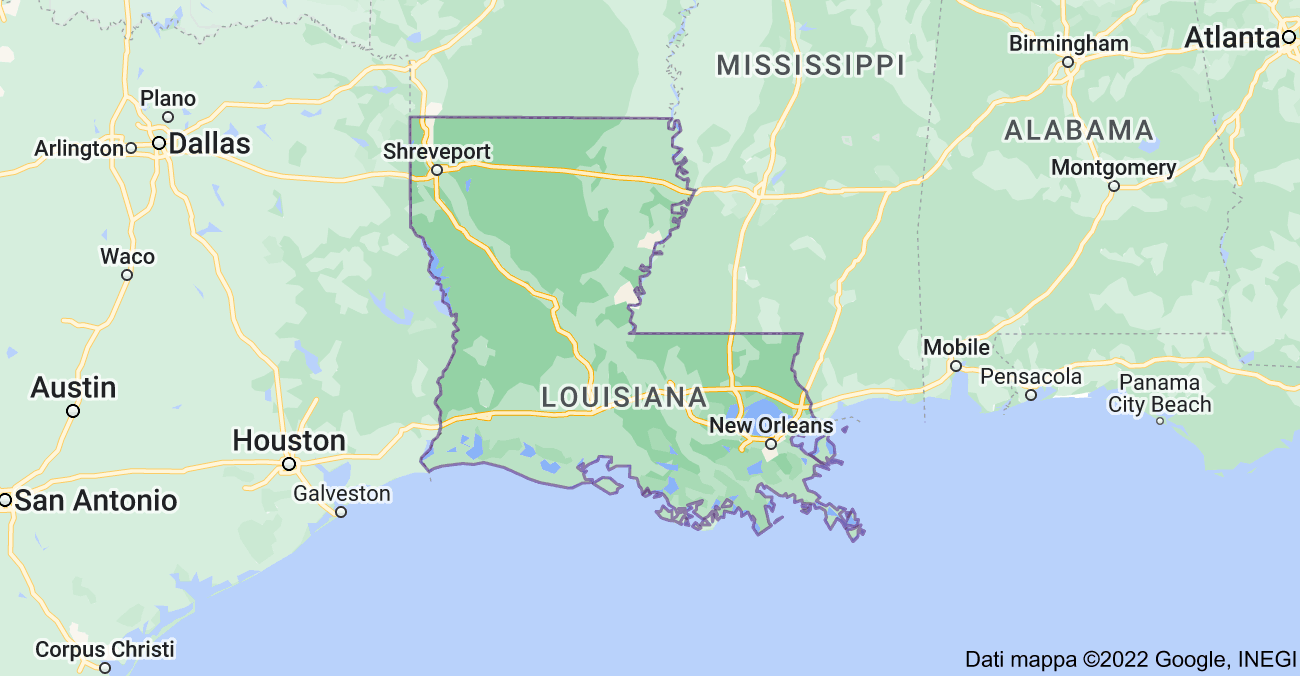 MISSISSIPPI
Birmingham
Atlanta
Plano
Arlington
Dallas
Shreveport
ALABAMA
Montgomery
Waco
Austin
LOUISIANA
Mobile
Pensacola
Panama
City Beach
New Orleans
Houston
Galveston
San Antonio
Corpus Christi
Dati mappa ©2022 Google, INEGI